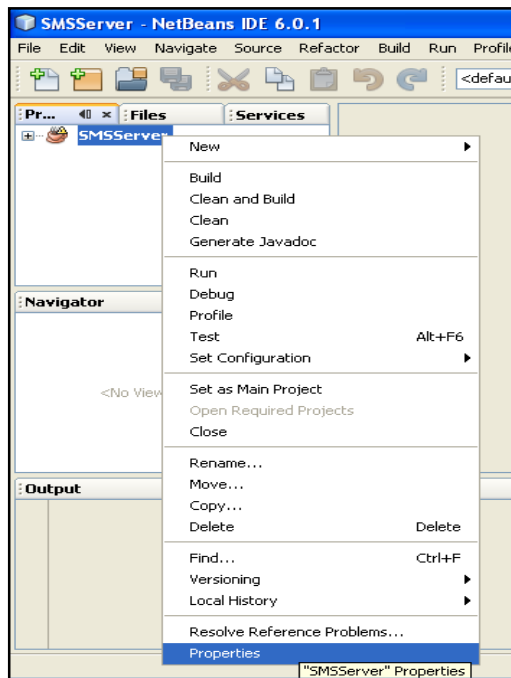 SMSServer - NetBeans IDE 6.0.1
File Edit View Navigate Source Refactor Build Run Profile
<defau
Pr... Files Services
SMSServer
New
Build
Clean and Build
Clean
Generate Javadoc
Run
Debug
Profile
Test Alt+F6
Set Configuration
Set as Main Project
Open Required Projects
Close
Rename...
Move...
Copy...
Delete Delete
Find... Ctrl+F
Versioning
Local History
Resolve Reference Problems...
Properties
"SMSServer" Properties
Navigator
<No View
Output